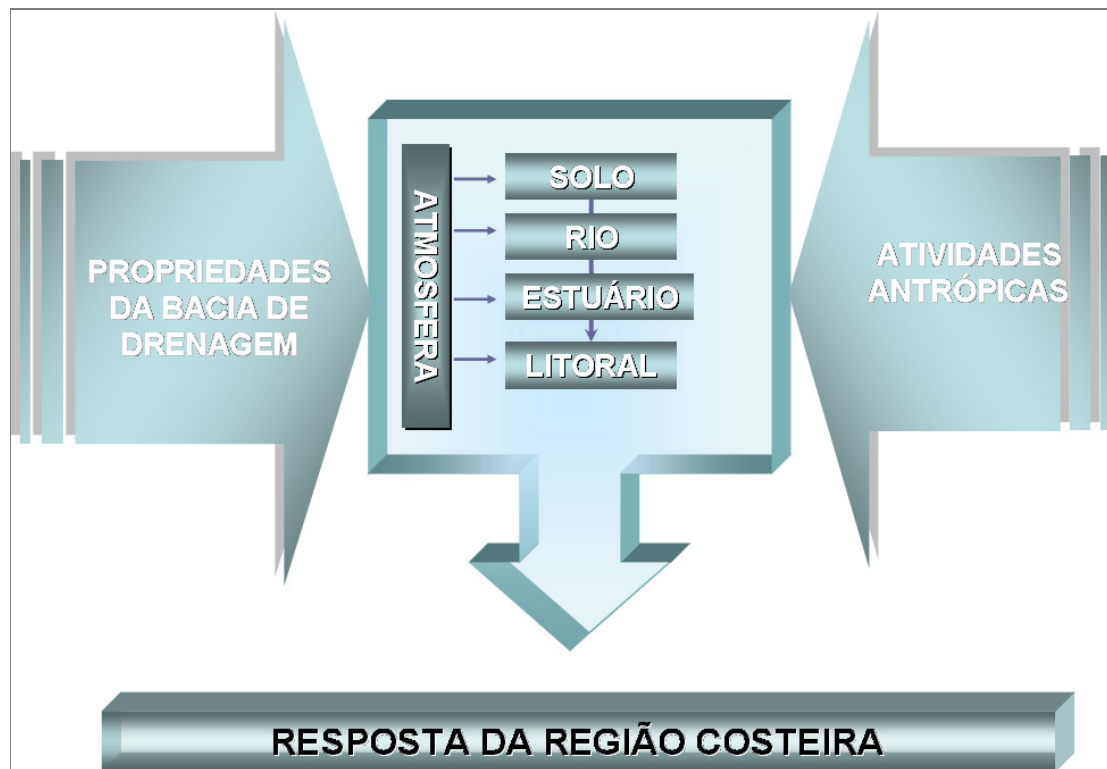 PROPRIEDADES
DA BACIA DE
DRENAGEM
ATMOSFERA
SOLO
RIO
ESTUÁRIO
LITORAL
ATIVIDADES
ANTRÓPICAS
RESPOSTA DA REGIÃO COSTEIRA